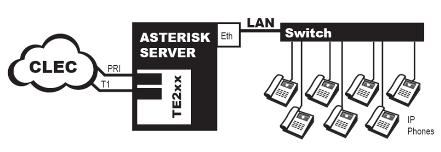 CLEC
PRI
T1
ASTERISK
SERVER
TE2xx
Eth
LAN
Switch
IP
Phones